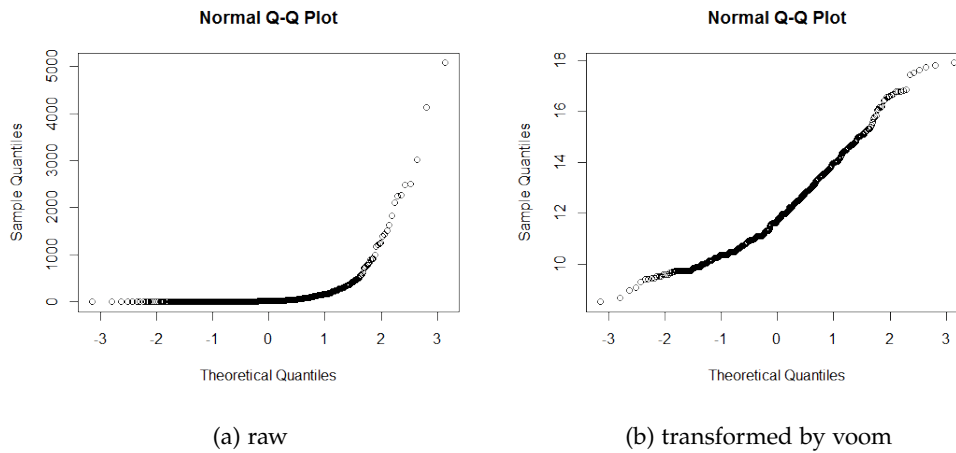 Normal Q-Q Plot
Sample Quantiles
5000
4000
3000
2000
1000
0
-3 -2 -1 0 1 2 3
Theoretical Quantiles
(a) raw
Normal Q-Q Plot
Sample Quantiles
18
16
14
12
10
-3 -2 -1 0 1 2 3
Theoretical Quantiles
(b) transformed by voom